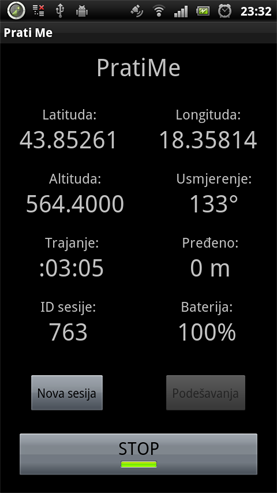 23:32
Prati Me
PratiMe
Latituda: Longituda:
43.85261 18.35814
Altituda: Usmjerenje:
564.4000 133°
Trajanje: Pređeno:
:03:05 0 m
ID sesije: Baterija:
763 100%
Nova sesija Podešavanja
STOP